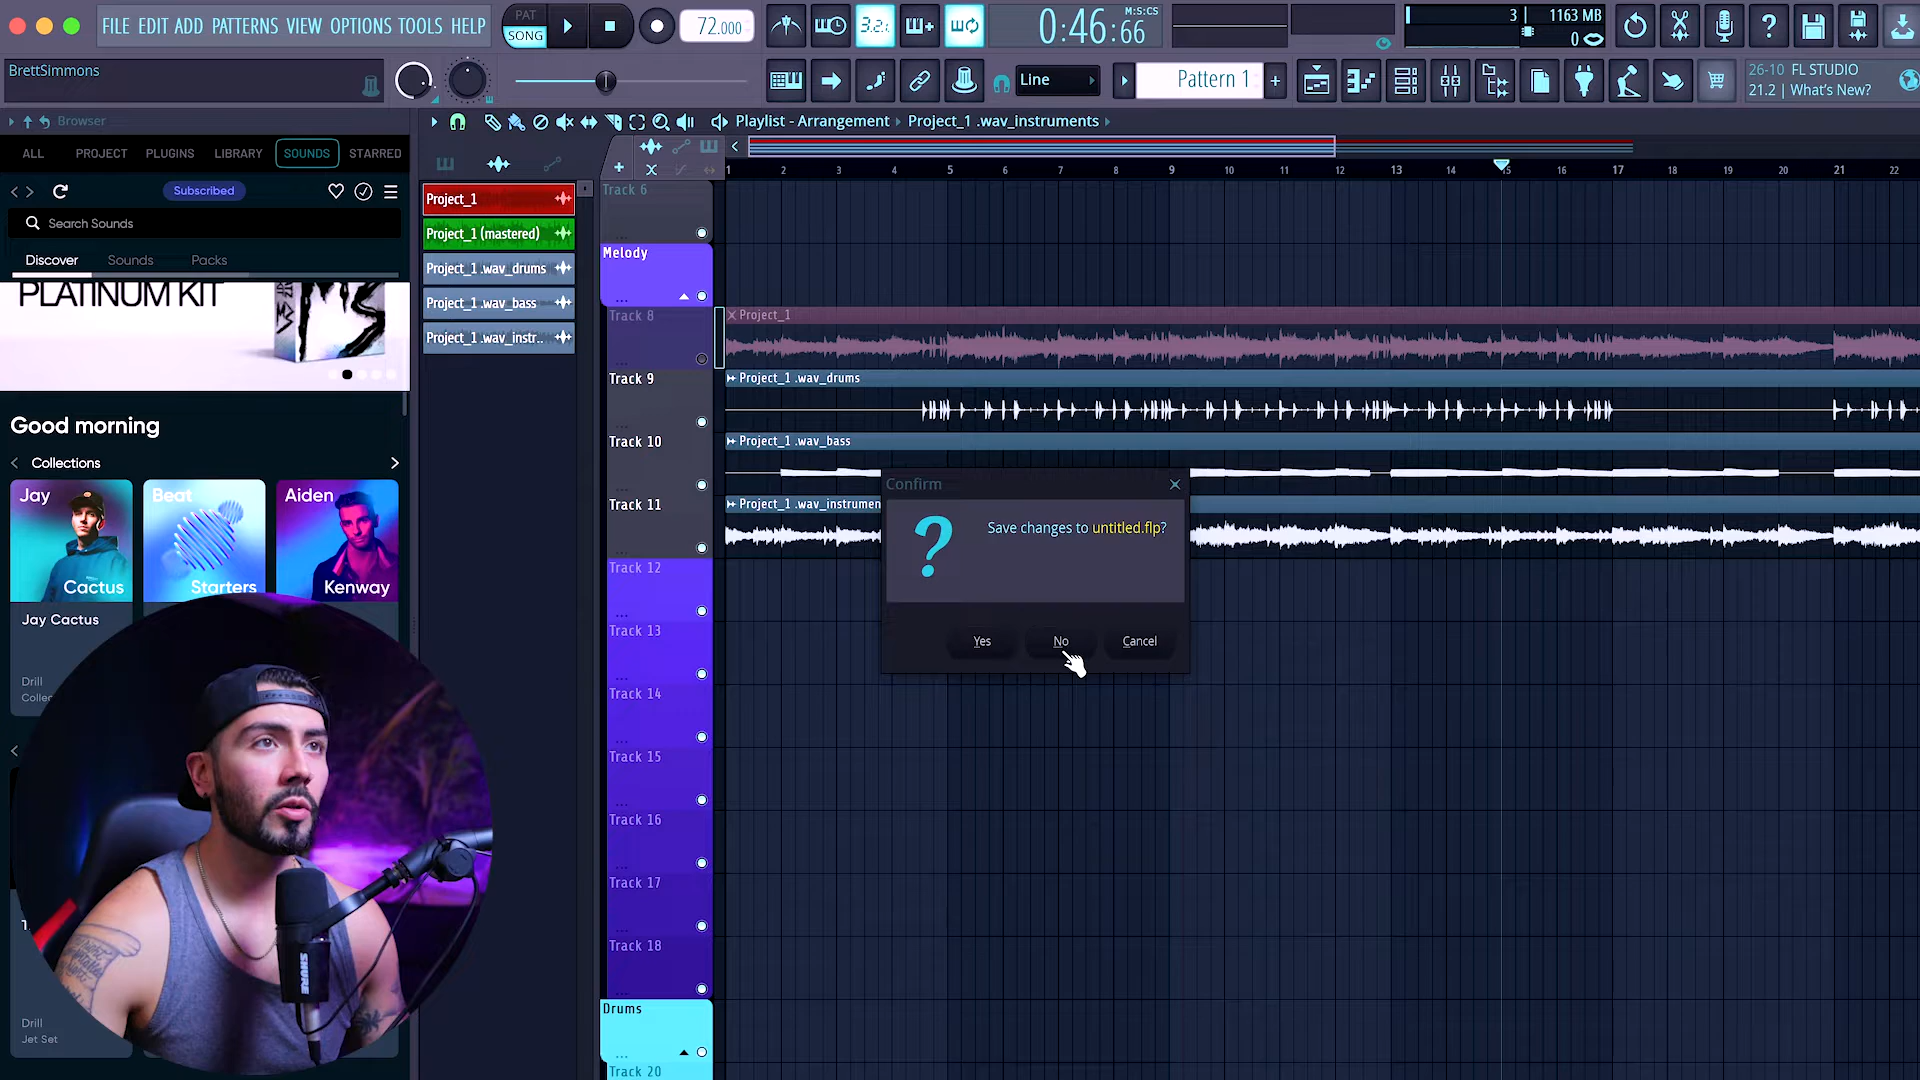 FILE EDIT ADD PATTERNS VIEW OPTIONS TOOLS HELP
PAT
SONG
72.000
3.2.
0:46:66
M:S:CS
3
1163 MB
0
BrettSimmons
Line
Pattern 1
26-10 FL STUDIO
21.2 | What's New?
Browser
Playlist - Arrangement
Project_1 .wav_instruments
ALL
PROJECT
PLUGINS
LIBRARY
SOUNDS
STARRED
Subscribed
Search Sounds
Discover
Sounds
Packs
PLATINUM KIT
Good morning
Collections
Jay
Cactus
Beat
Starters
Aiden
Kenway
Jay Cactus
Drill
Collec
Drill
Jet Set
Project_1
Project_1 (mastered)
Project_1 .wav_drums
Project_1 .wav_bass
Project_1 .wav_instr..
1 2 3 4 5 6 7 8 9 10 11 12 13 14 15 16 17 18 19 20 21 22
Track 6
Melody
Track 8
Project_1
Track 9
Project_1 .wav_drums
Track 10
Project_1 .wav_bass
Track 11
Project_1 .wav_instrumen
Track 12
Track 13
Track 14
Track 15
Track 16
Track 17
Track 18
Drums
Track 20
Confirm
Save changes to untitled.flp?
Yes
No
Cancel
SHURE